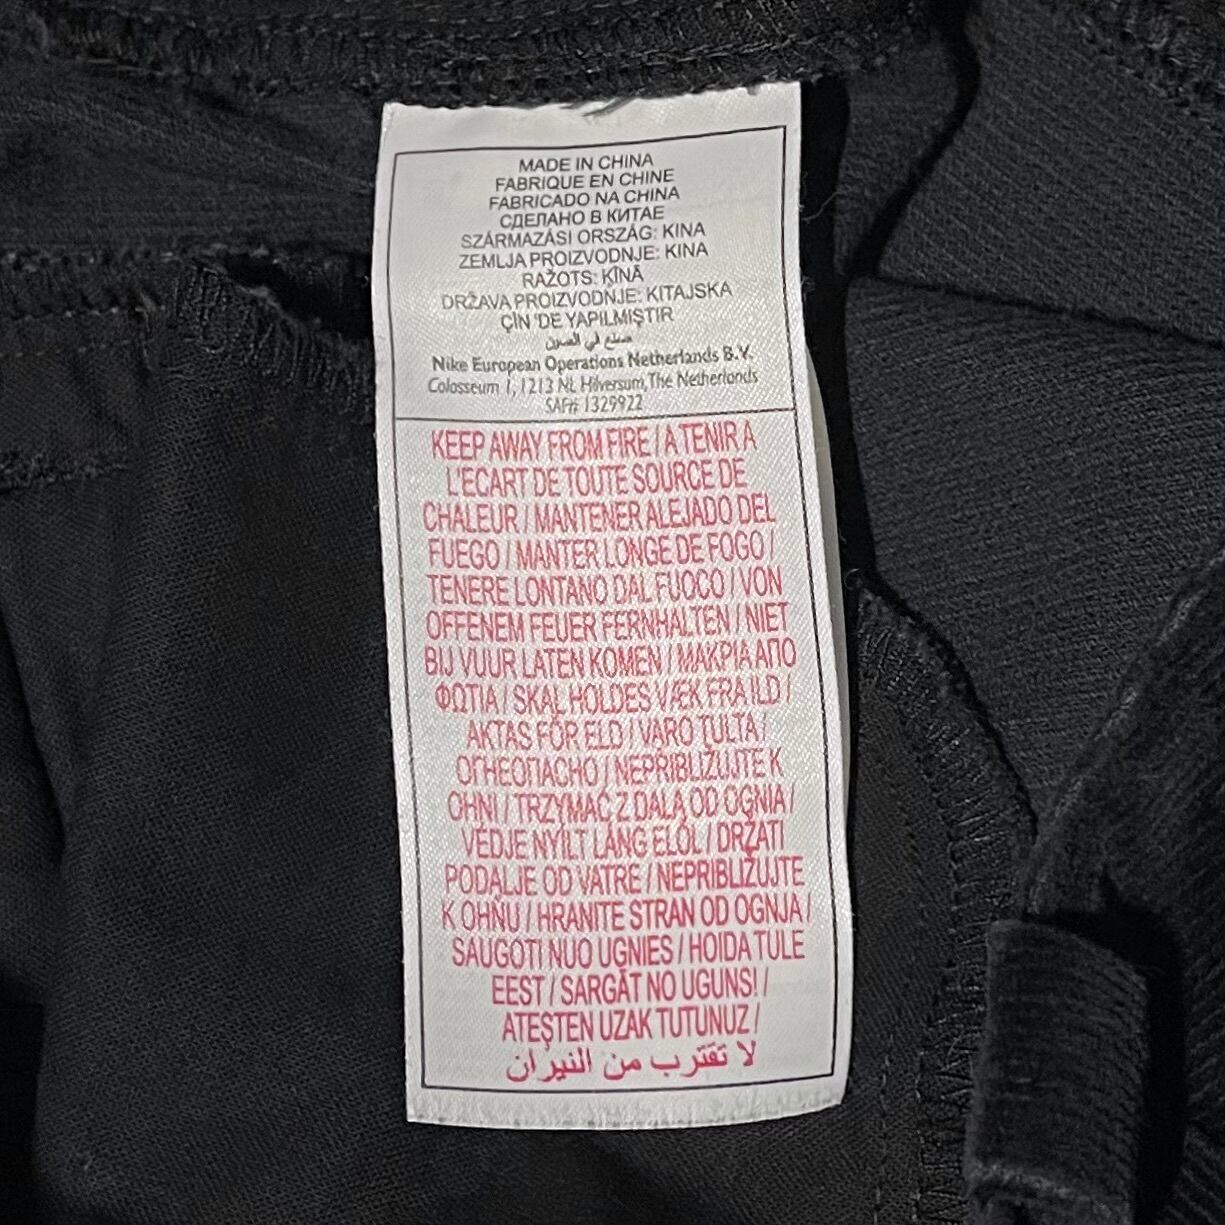 MADE IN CHINA
FABRIQUE EN CHINE
FABRICADO NA CHINA
СДЕЛАНО В КИТАЕ
SZÁRMAZÁSI ORSZÁG: KINA
ZEMLJA PROIZVODNJE: KINA
RAŽOTS: ĶĪNĀ
DRŽAVA PROIZVODNJE: KITAJSKA
ÇİN 'DE YAPILMIŞTIR
صنع في الصين
Nike European Operations Netherlands B.V.
Colosseum 1, 1213 NL Hilversum, The Netherlands
SAF# 1329922
KEEP AWAY FROM FIRE / A TENIR A
L'ECART DE TOUTE SOURCE DE
CHALEUR / MANTENER ALEJADO DEL
FUEGO / MANTER LONGE DE FOGO /
TENERE LONTANO DAL FUOCO / VON
OFFENEM FEUER FERNHALTEN / NIET
BIJ VUUR LATEN KOMEN / ΜΑΚΡΙΑ ΑΠΟ
ΦΩΤΙΑ / SKAL HOLDES VÆK FRA ILD /
AKTAS FÖR ELD / VARO TULTA /
ОГНЕОПАСНО / NEPŘIBLIŽUJTE K
OHNI / TRZYMAĆ Z DALA OD OGNIA /
VÉDJE NYÍLT LÁNG ELÖL / DRŽATI
PODALJE OD VATRE / NEPRIBLIŽUJTE
K OHŇU / HRANITE STRAN OD OGNJA /
SAUGOTI NUO UGNIES / HOIDA TULE
EEST / SARGĀT NO UGUNS! /
ATEŞTEN UZAK TUTUNUZ /
لا تقترب من النيران